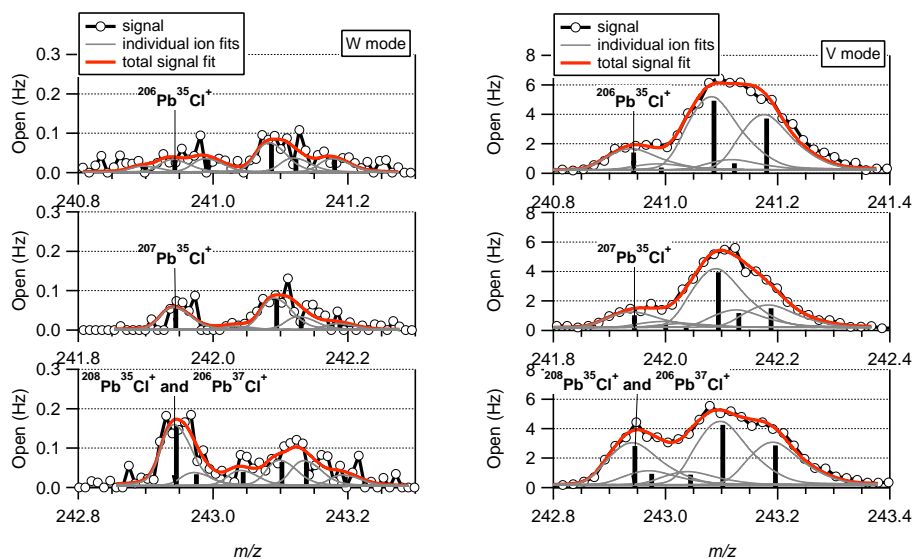 signal
individual ion fits
total signal fit
W mode
0.3
0.2
0.1
0.0
Open (Hz)
²⁰⁶Pb³⁵Cl⁺
240.8
241.0
241.2
0.3
0.2
0.1
0.0
Open (Hz)
²⁰⁷Pb³⁵Cl⁺
241.8
242.0
242.2
²⁰⁸Pb³⁵Cl⁺ and ²⁰⁶Pb³⁷Cl⁺
0.3
0.2
0.1
0.0
Open (Hz)
242.8
243.0
243.2
m/z
signal
individual ion fits
total signal fit
V mode
8
6
4
2
0
Open (Hz)
²⁰⁶Pb³⁵Cl⁺
240.8
241.0
241.2
241.4
8
6
4
2
0
Open (Hz)
²⁰⁷Pb³⁵Cl⁺
241.8
242.0
242.2
242.4
²⁰⁸Pb³⁵Cl⁺ and ²⁰⁶Pb³⁷Cl⁺
8
6
4
2
0
Open (Hz)
242.8
243.0
243.2
243.4
m/z